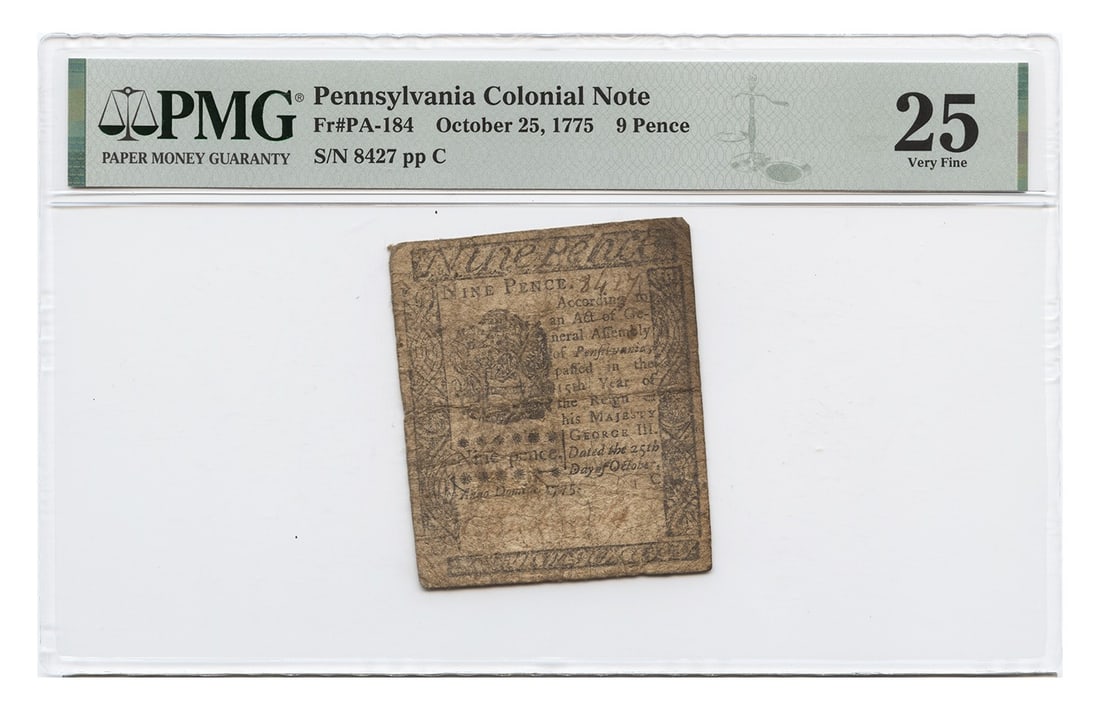 PMG®
PAPER MONEY GUARANTY
Pennsylvania Colonial Note
Fr#PA-184 October 25, 1775 9 Pence
S/N 8427 pp C
25
Very Fine
Nine Pence
NINE PENCE. 8427
According to
an Act of Ge-
neral Assembly
of Pensylvania,
passed in the
15th Year of
the Reign of
his MAJESTY
GEORGE III.
Dated the 25th
Day of October,
Nine pence.
Anno Domini, 1775.
C